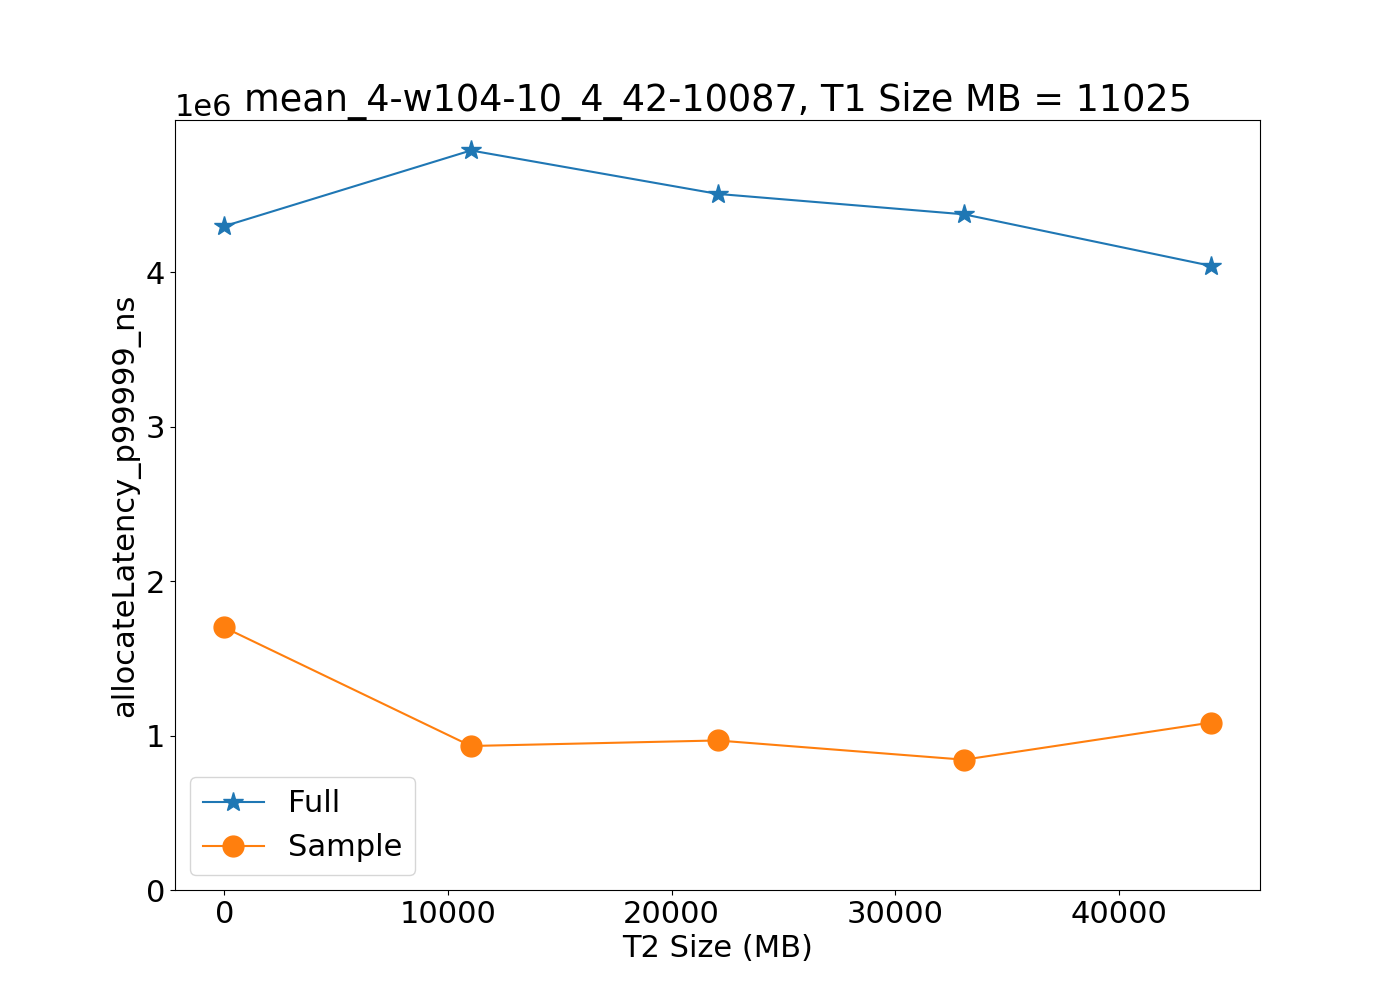 1e6 mean_4-w104-10_4_42-10087, T1 Size MB = 11025
allocateLatency_p99999_ns
4
3
2
1
0
Full
Sample
0 10000 20000 30000 40000
T2 Size (MB)